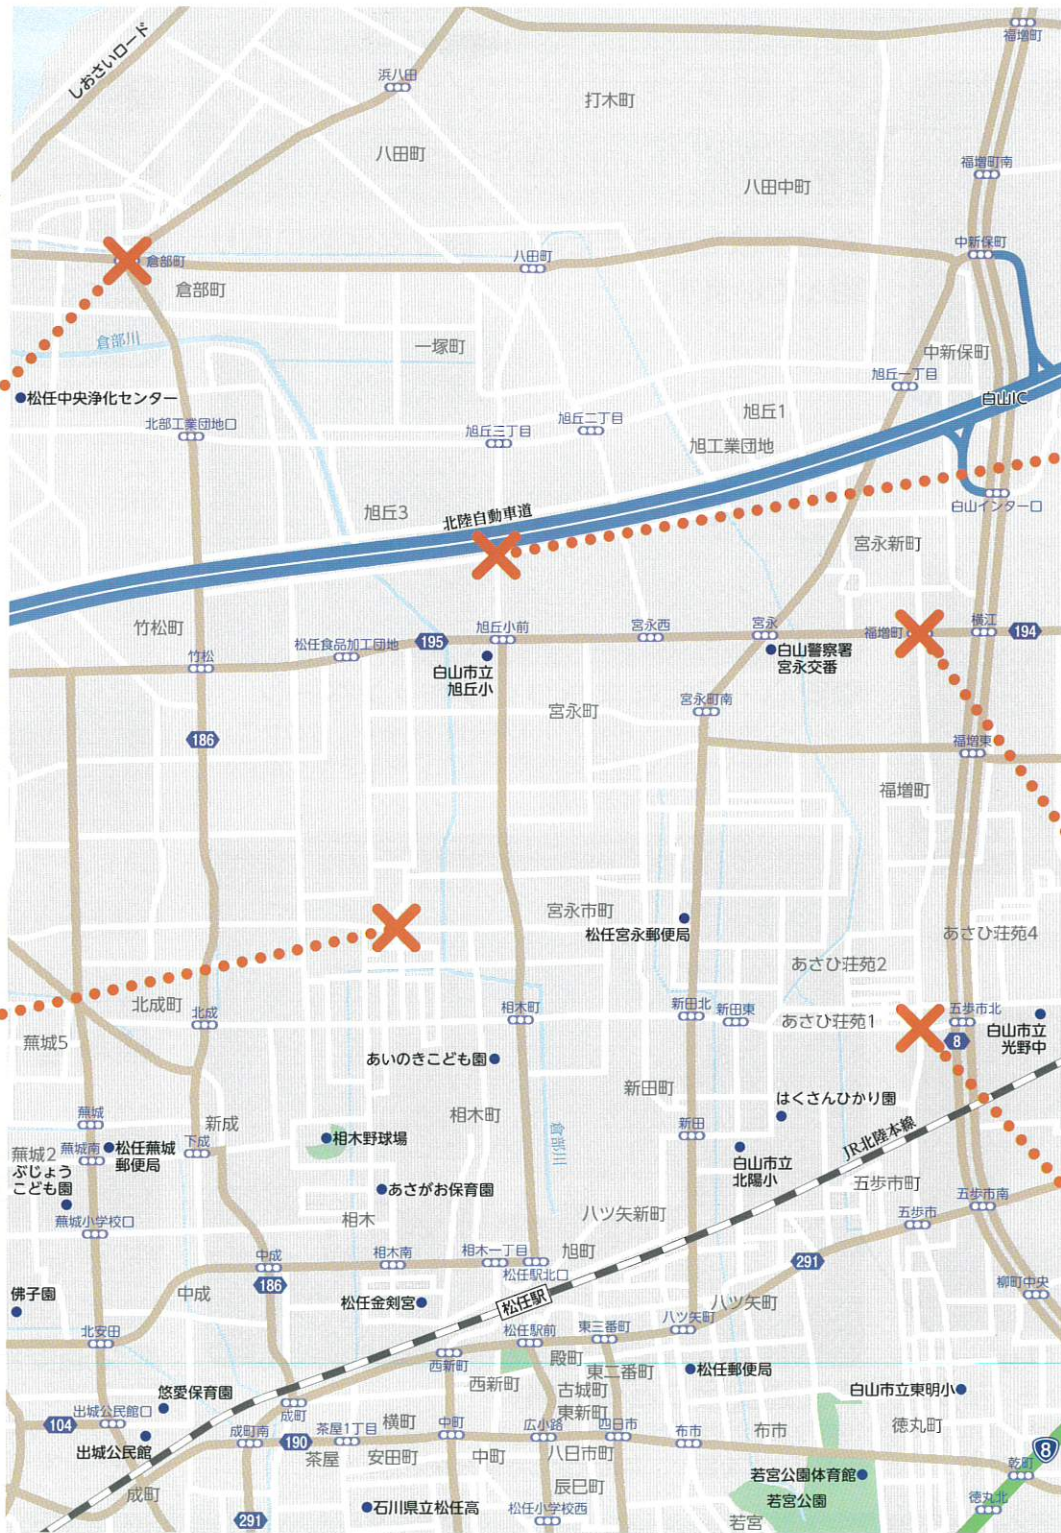 しおさいロード
福増町
浜八田
打木町
八田町
福増町南
八田中町
中新保町
倉部町
八田町
倉部町
倉部川
一塚町
中新保町
旭丘一丁目
松任中央浄化センター
白山IC
旭丘1
北部工業団地口
旭丘三丁目
旭丘二丁目
旭工業団地
白山インター口
旭丘3
北陸自動車道
宮永新町
竹松町
松任食品加工団地
195
旭丘小前
宮永西
宮永
福増町
横江
194
竹松
白山市立
旭丘小
白山警察署
宮永交番
宮永町
宮永町南
186
福増東
福増町
宮永市町
松任宮永郵便局
あさひ荘苑4
あさひ荘苑2
北成町
北成
相木町
新田北
新田東
あさひ荘苑1
五歩市北
8
白山市立
光野中
蕪城5
あいのきこども園
新田町
はくさんひかり園
蕪城
新成
相木町
倉部川
新田
JR北陸本線
蕪城2
蕪城南
松任蕪城
郵便局
下成
相木野球場
白山市立
北陽小
ぶじょう
こども園
あさがお保育園
五歩市町
五歩市南
蕪城小学校口
相木
八ツ矢新町
五歩市
中成
相木南
相木一丁目
旭町
松任駅北口
291
186
柳町中央
佛子園
中成
松任金剣宮
松任駅
八ツ矢町
北安田
松任駅前
東三番町
八ツ矢町
西新町
殿町
東二番町
松任郵便局
悠愛保育園
西新町
古城町
白山市立東明小
104
出城公民館口
成町
横町
東新町
徳丸町
出城公民館
成町南
190
茶屋1丁目
中町
広小路
四日市
布市
布市
8
茶屋
安田町
中町
八日市町
乾町
成町
辰巳町
若宮公園体育館
若宮公園
291
石川県立松任高
松任小学校西
若宮
徳丸北